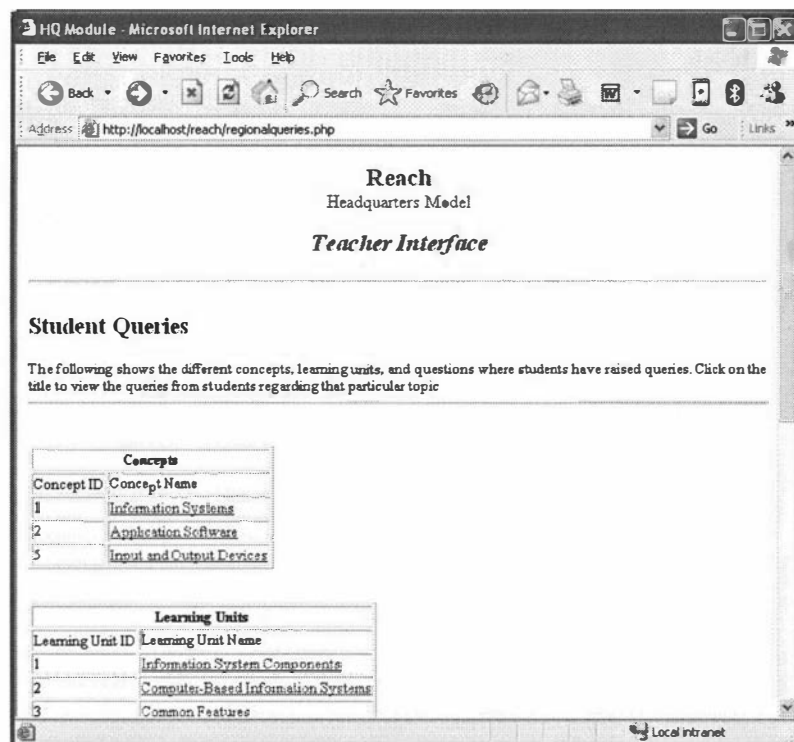 HQ Module - Microsoft Internet Explorer
File Edit View Favorites Tools Help
Back Search Favorites
Address http://localhost/reach/regionalqueries.php Go Links »
Reach
Headquarters Model
Teacher Interface
Student Queries
The following shows the different concepts, learning units, and questions where students have raised queries. Click on the
title to view the queries from students regarding that particular topic
Concepts
Concept ID Concept Name
1 Information Systems
2 Application Software
5 Input and Output Devices
Learning Units
Learning Unit ID Learning Unit Name
1 Information System Components
2 Computer-Based Information Systems
3 Common Features
Local intranet